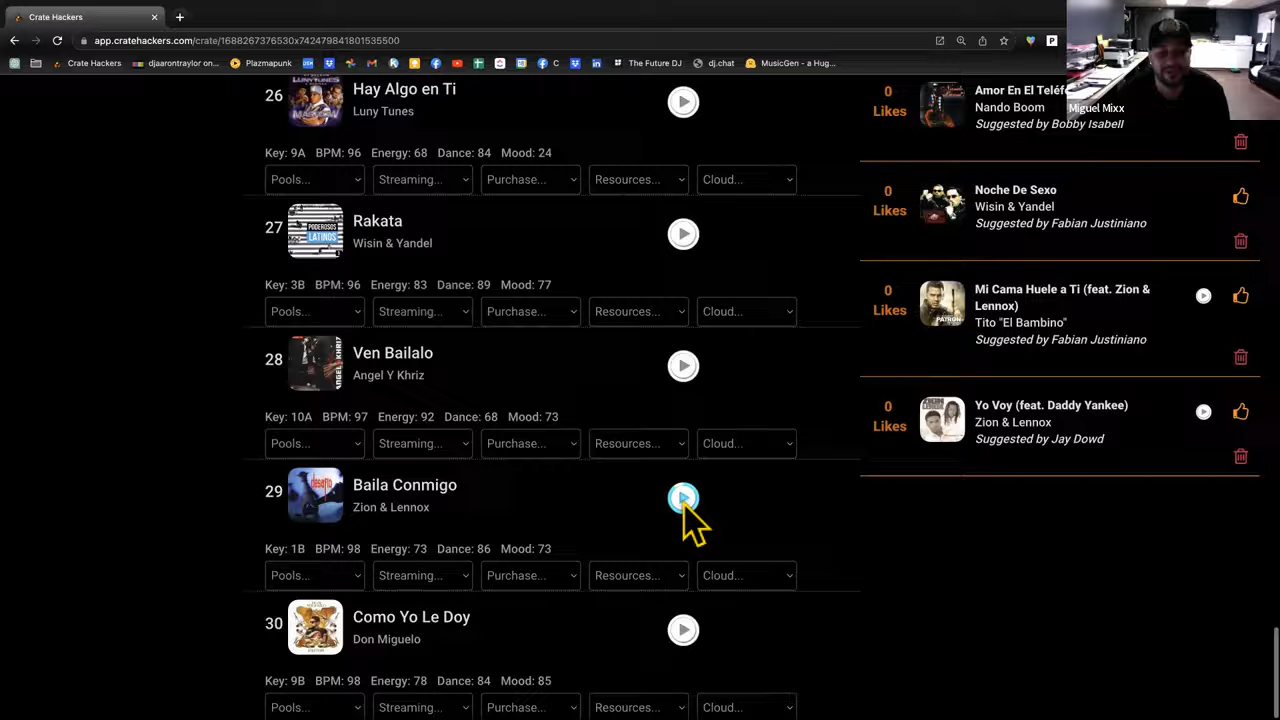 Crate Hackers
app.cratehackers.com/crate/1688267376530x742479841801535500
Crate Hackers
djaarontraylor on...
Plazmapunk
C
The Future DJ
dj.chat
MusicGen - a Hug...
P
Miguel Mixx
26
Hay Algo en Ti
Luny Tunes
Key: 9A BPM: 96 Energy: 68 Dance: 84 Mood: 24
Pools... Streaming... Purchase... Resources... Cloud...
27
PODEROSOS
LATINOS
Rakata
Wisin & Yandel
Key: 3B BPM: 96 Energy: 83 Dance: 89 Mood: 77
Pools... Streaming... Purchase... Resources... Cloud...
28
Ven Bailalo
Angel Y Khriz
Key: 10A BPM: 97 Energy: 92 Dance: 68 Mood: 73
Pools... Streaming... Purchase... Resources... Cloud...
29
desafio
Baila Conmigo
Zion & Lennox
Key: 1B BPM: 98 Energy: 73 Dance: 86 Mood: 73
Pools... Streaming... Purchase... Resources... Cloud...
30
Como Yo Le Doy
Don Miguelo
Key: 9B BPM: 98 Energy: 78 Dance: 84 Mood: 85
Pools... Streaming... Purchase... Resources... Cloud...
0
Likes
Amor En El Teléf
Nando Boom
Suggested by Bobby Isabell
0
Likes
Noche De Sexo
Wisin & Yandel
Suggested by Fabian Justiniano
0
Likes
PATRON
Mi Cama Huele a Ti (feat. Zion &
Lennox)
Tito "El Bambino"
Suggested by Fabian Justiniano
0
Likes
Yo Voy (feat. Daddy Yankee)
Zion & Lennox
Suggested by Jay Dowd